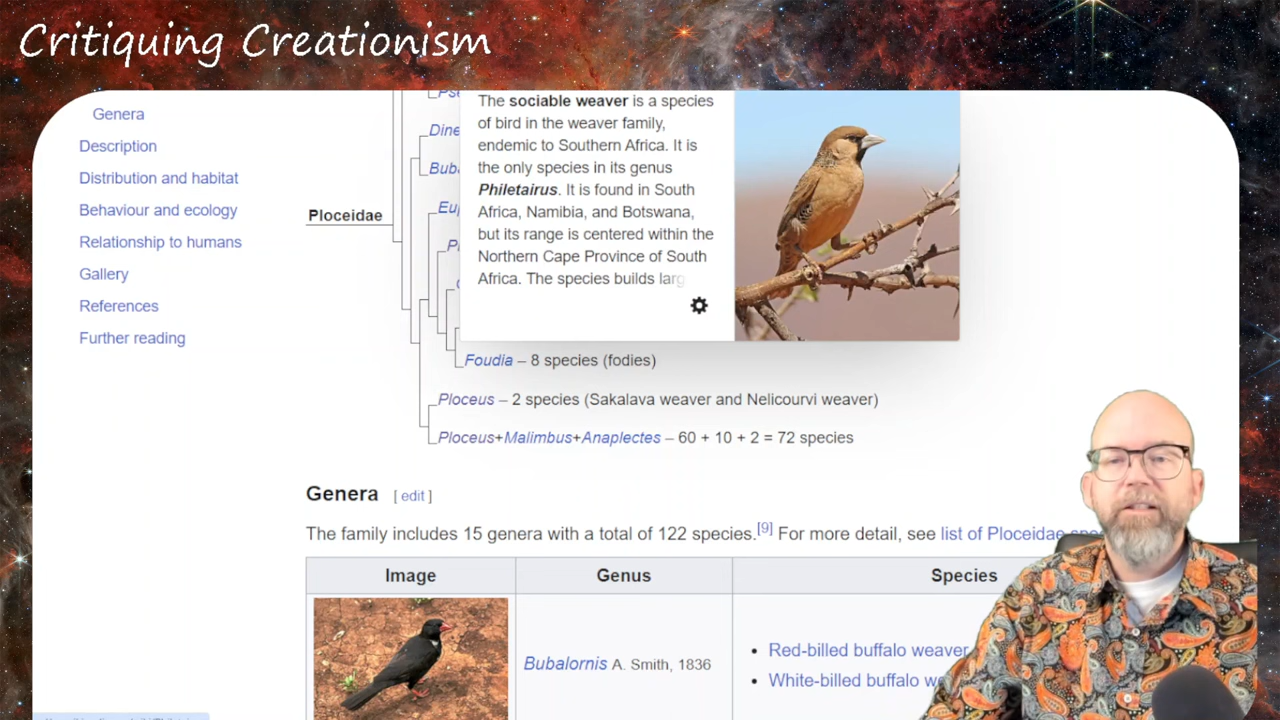 Critiquing Creationism
Genera
Description
Distribution and habitat
Behaviour and ecology
Relationship to humans
Gallery
References
Further reading
Ploceidae
The sociable weaver is a species
of bird in the weaver family,
endemic to Southern Africa. It is
the only species in its genus
Philetairus. It is found in South
Africa, Namibia, and Botswana,
but its range is centered within the
Northern Cape Province of South
Africa. The species builds larg
Foudia – 8 species (fodies)
Ploceus – 2 species (Sakalava weaver and Nelicourvi weaver)
Ploceus+Malimbus+Anaplectes – 60 + 10 + 2 = 72 species
Genera [ edit ]
The family includes 15 genera with a total of 122 species.[9] For more detail, see list of Ploceidae
Image Genus Species
Bubalornis A. Smith, 1836
• Red-billed buffalo weaver
• White-billed buffalo